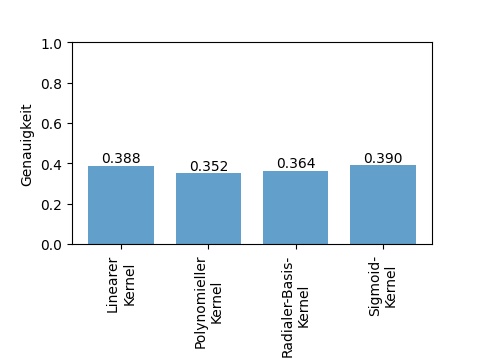 1.0
0.8
0.6
0.4
0.2
0.0
Genauigkeit
0.388
0.352
0.364
0.390
Linearer
Kernel
Polynomieller
Kernel
Radialer-Basis-
Kernel
Sigmoid-
Kernel